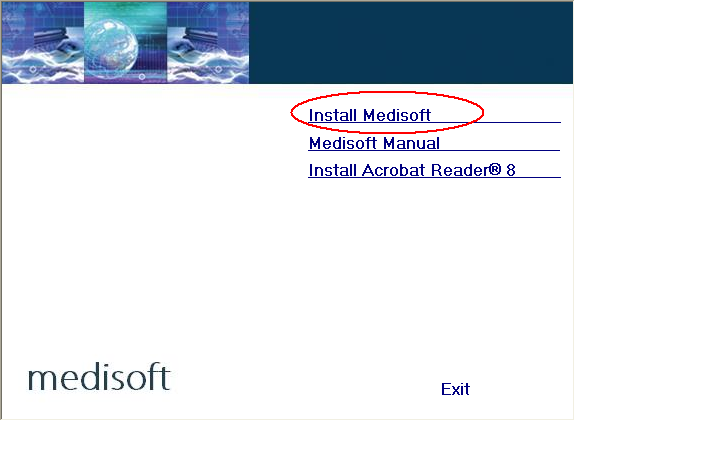 Install Medisoft
Medisoft Manual
Install Acrobat Reader® 8
medisoft
Exit